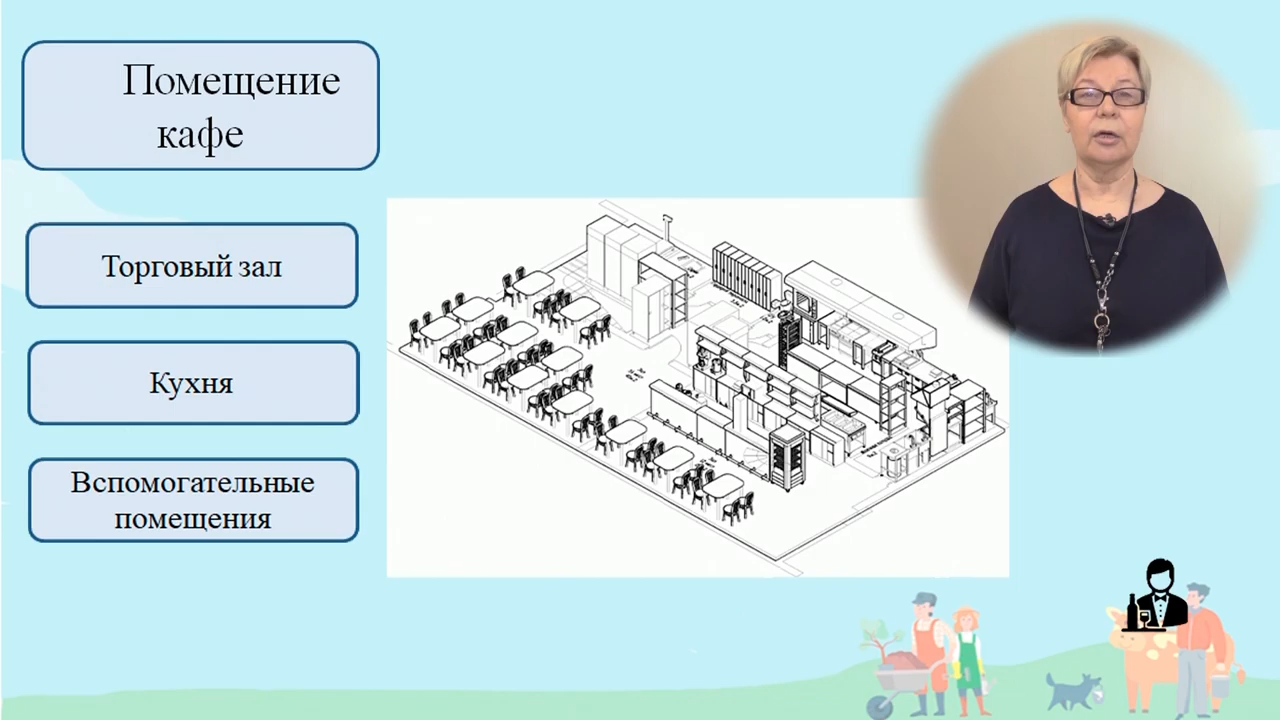 Помещение
кафе
Торговый зал
Кухня
Вспомогательные
помещения